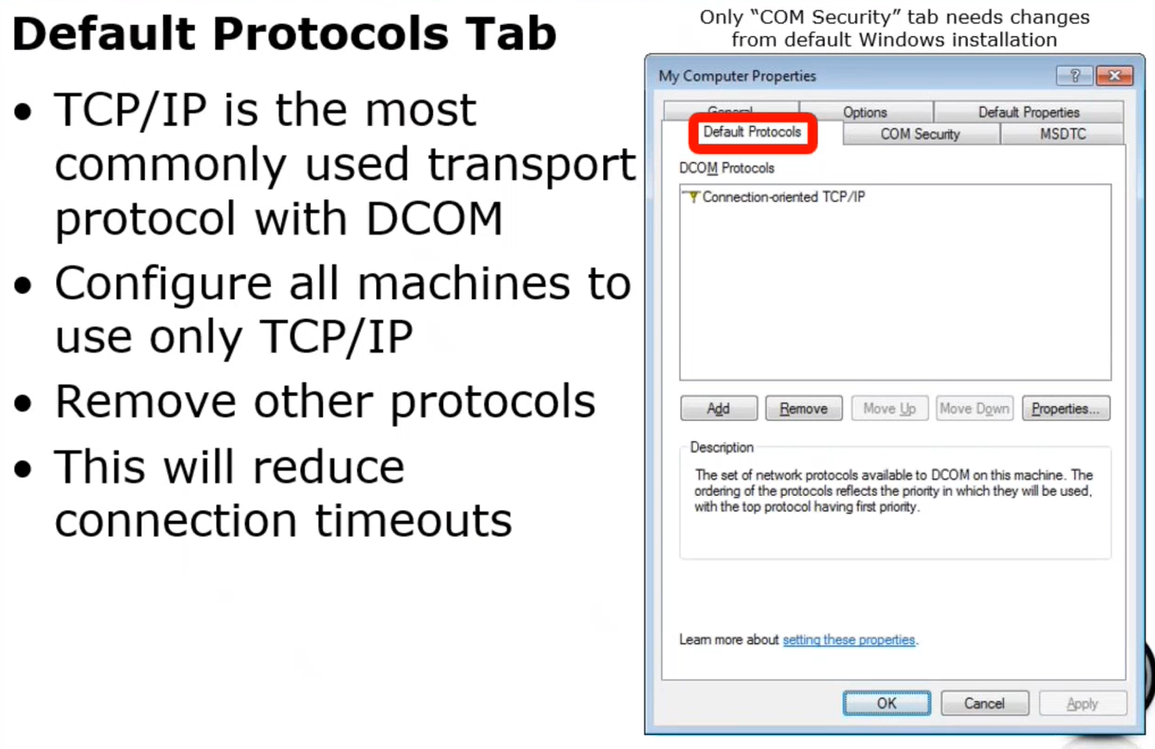 Default Protocols Tab
• TCP/IP is the most
commonly used transport
protocol with DCOM
• Configure all machines to
use only TCP/IP
• Remove other protocols
• This will reduce
connection timeouts
Only “COM Security” tab needs changes
from default Windows installation
My Computer Properties
General Options Default Properties
Default Protocols COM Security MSDTC
DCOM Protocols
Connection-oriented TCP/IP
Add Remove Move Up Move Down Properties...
Description
The set of network protocols available to DCOM on this machine. The
ordering of the protocols reflects the priority in which they will be used,
with the top protocol having first priority.
Learn more about setting these properties.
OK Cancel Apply